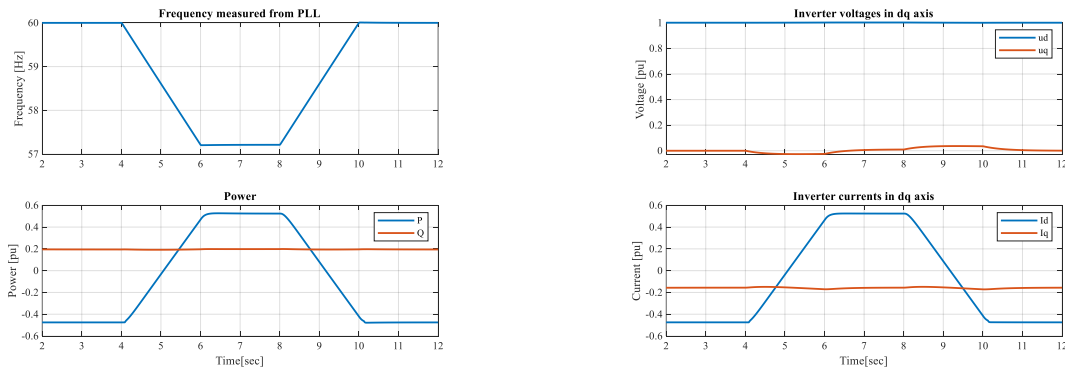 Frequency measured from PLL
Frequency [Hz]
60
59
58
57
2 3 4 5 6 7 8 9 10 11 12
Inverter voltages in dq axis
Voltage [pu]
1
0.8
0.6
0.4
0.2
0
ud
uq
2 3 4 5 6 7 8 9 10 11 12
Power
Power [pu]
0.6
0.4
0.2
0
-0.2
-0.4
-0.6
P
Q
2 3 4 5 6 7 8 9 10 11 12
Time[sec]
Inverter currents in dq axis
Current [pu]
0.6
0.4
0.2
0
-0.2
-0.4
-0.6
Id
Iq
2 3 4 5 6 7 8 9 10 11 12
Time[sec]